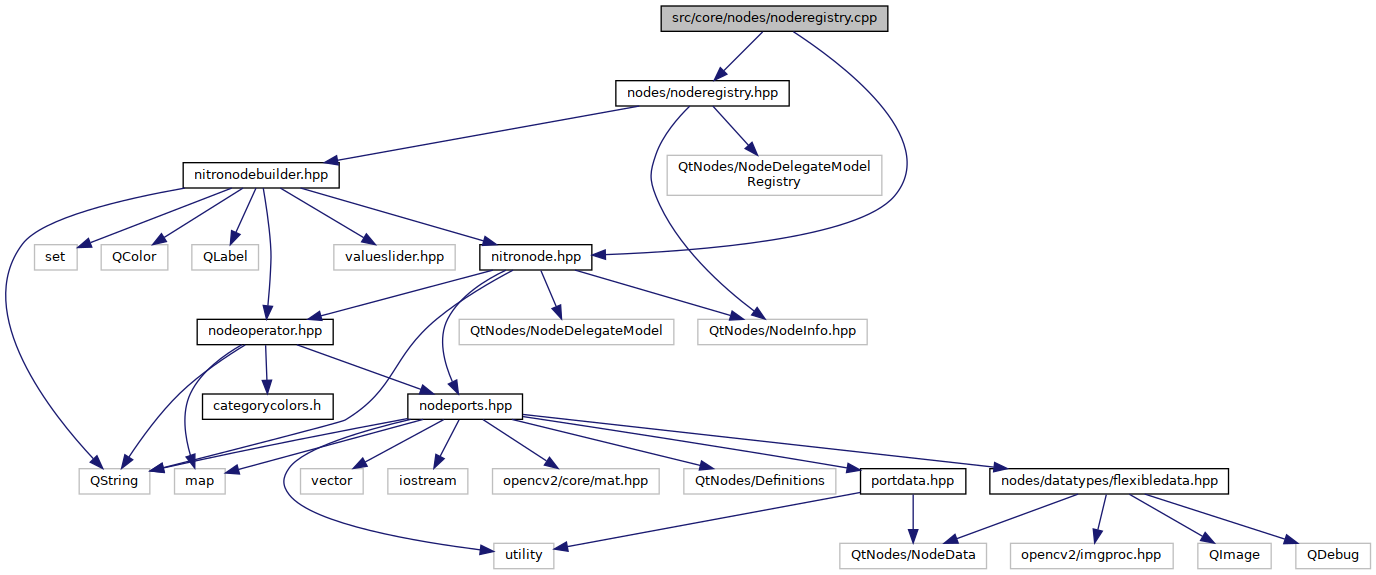 src/core/nodes/noderegistry.cpp
nodes/noderegistry.hpp
QtNodes/NodeDelegateModel
Registry
nitronodebuilder.hpp
set
QColor
QLabel
valueslider.hpp
nitronode.hpp
nodeoperator.hpp
QtNodes/NodeDelegateModel
QtNodes/NodeInfo.hpp
categorycolors.h
nodeports.hpp
QString
map
vector
iostream
opencv2/core/mat.hpp
QtNodes/Definitions
portdata.hpp
nodes/datatypes/flexibledata.hpp
utility
QtNodes/NodeData
opencv2/imgproc.hpp
QImage
QDebug